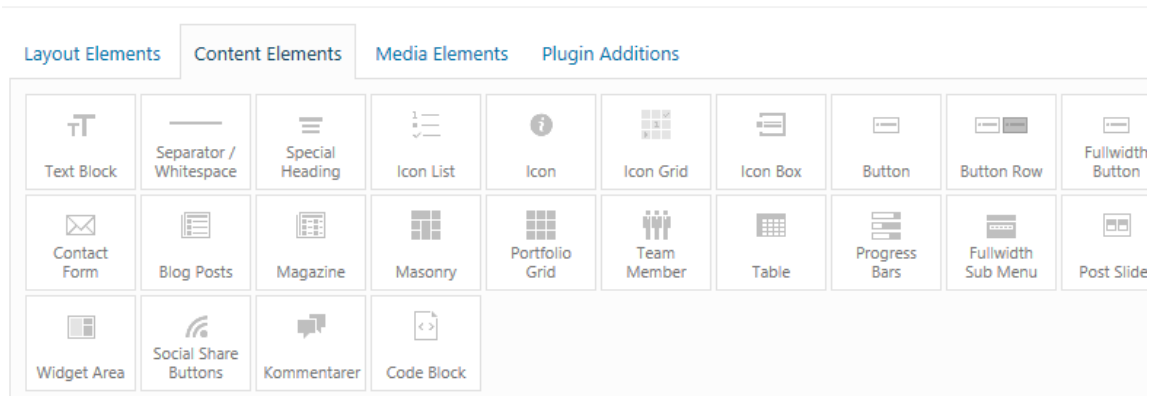 Layout Elements Content Elements Media Elements Plugin Additions
Text Block
Separator /
Whitespace
Special
Heading
Icon List
Icon
Icon Grid
Icon Box
Button
Button Row
Fullwidth
Button
Contact
Form
Blog Posts
Magazine
Masonry
Portfolio
Grid
Team
Member
Table
Progress
Bars
Fullwidth
Sub Menu
Post Slide
Widget Area
Social Share
Buttons
Kommentarer
Code Block